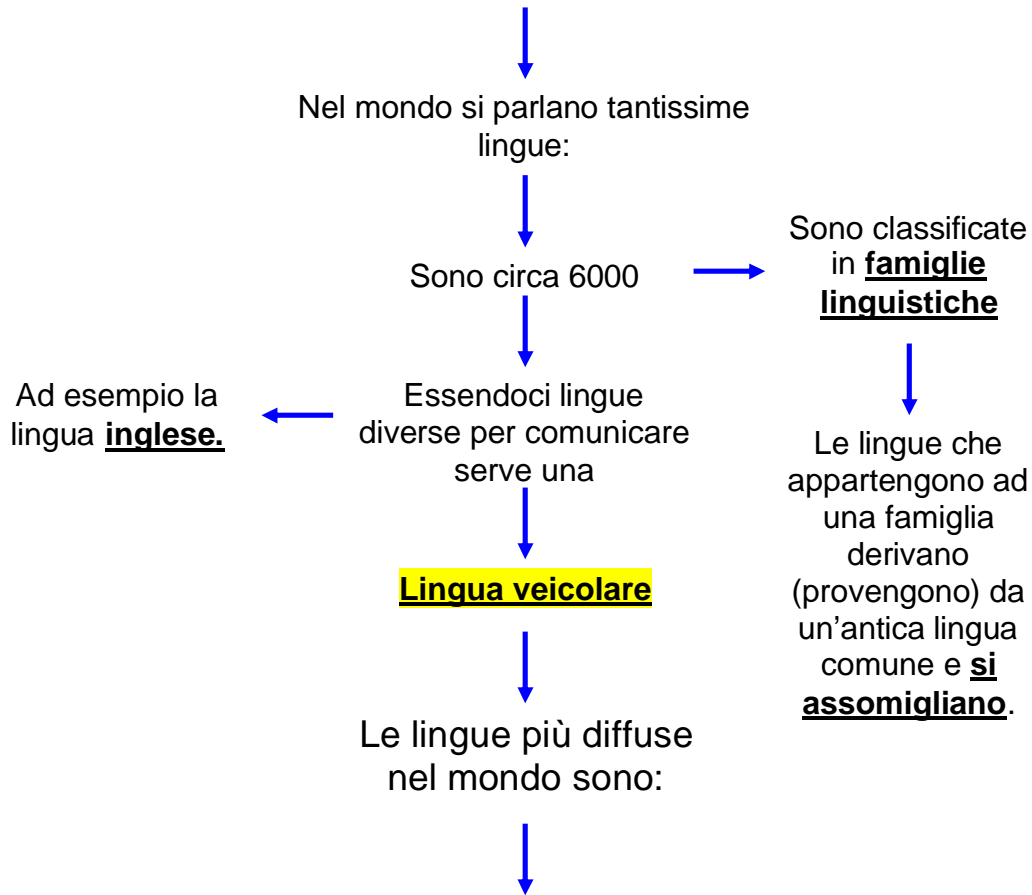 Nel mondo si parlano tantissime
lingue:
Sono circa 6000
Sono classificate
in famiglie
linguistiche
Le lingue che
appartengono ad
una famiglia
derivano
(provengono) da
un’antica lingua
comune e si
assomigliano.
Essendoci lingue
diverse per comunicare
serve una
Ad esempio la
lingua inglese.
Lingua veicolare
Le lingue più diffuse
nel mondo sono: